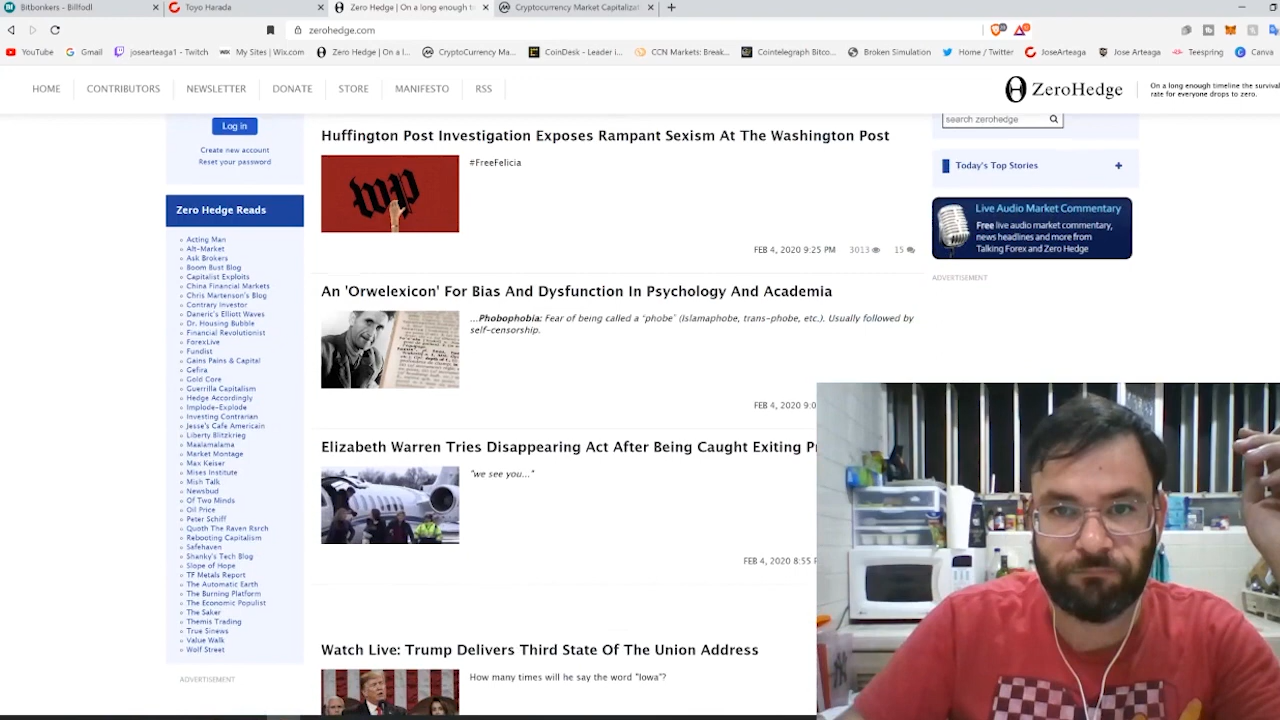 Bitbonkers - Billfodl
Toyo Harada
Zero Hedge | On a long enough ti
Cryptocurrency Market Capitalizat
zerohedge.com
YouTube
Gmail
josearteaga1 - Twitch
My Sites | Wix.com
Zero Hedge | On a l...
CryptoCurrency Ma...
CoinDesk - Leader i...
CCN Markets: Break...
Cointelegraph Bitco...
Broken Simulation
Home / Twitter
JoseArteaga
Jose Arteaga
Teespring
Canva
HOME
CONTRIBUTORS
NEWSLETTER
DONATE
STORE
MANIFESTO
RSS
ZeroHedge
On a long enough timeline the survival
rate for everyone drops to zero.
Log in
Create new account
Reset your password
Zero Hedge Reads
Acting Man
Alt-Market
Ask Brokers
Boom Bust Blog
Capitalist Exploits
China Financial Markets
Chris Martenson's Blog
Contrary Investor
Daneric's Elliott Waves
Dr. Housing Bubble
Financial Revolutionist
ForexLive
Fundist
Gains Pains & Capital
Gefira
Gold Core
Guerrilla Capitalism
Hedge Accordingly
Implode-Explode
Investing Contrarian
Jesse's Cafe Americain
Liberty Blitzkrieg
Maalamalama
Market Montage
Max Keiser
Mises Institute
Mish Talk
Newsbud
Of Two Minds
Oil Price
Peter Schiff
Quoth The Raven Rsrch
Rebooting Capitalism
Safehaven
Shanky's Tech Blog
Slope of Hope
TF Metals Report
The Automatic Earth
The Burning Platform
The Economic Populist
The Saker
Themis Trading
True Sinews
Value Walk
Wolf Street
ADVERTISEMENT
Huffington Post Investigation Exposes Rampant Sexism At The Washington Post
wp
#FreeFelicia
FEB 4, 2020 9:25 PM 3013 15
An 'Orwelexicon' For Bias And Dysfunction In Psychology And Academia
...Phobophobia: Fear of being called a "phobe" (Islamaphobe, trans-phobe, etc.). Usually followed by
self-censorship.
FEB 4, 2020 9:0
Elizabeth Warren Tries Disappearing Act After Being Caught Exiting P
"we see you..."
FEB 4, 2020 8:55
Watch Live: Trump Delivers Third State Of The Union Address
How many times will he say the word "Iowa"?
search zerohedge
Today's Top Stories +
Live Audio Market Commentary
Free live audio market commentary,
news headlines and more from
Talking Forex and Zero Hedge
ADVERTISEMENT